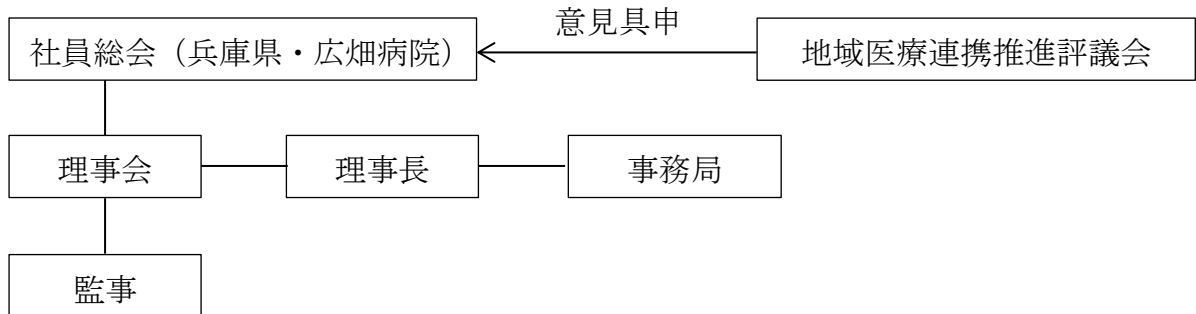 意見具申
社員総会（兵庫県・広畑病院）
地域医療連携推進評議会
理事会
理事長
事務局
監事